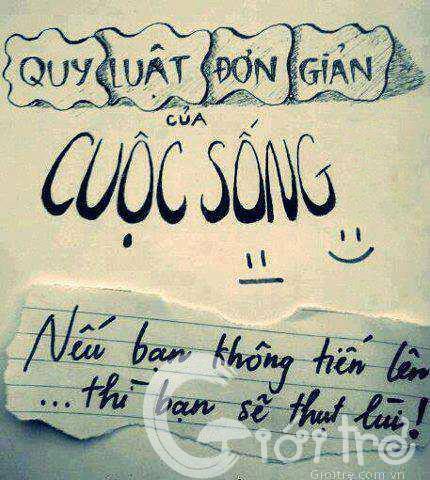 QUY LUẬT ĐƠN GIẢN
CỦA
CUỘC SỐNG
Nếu bạn không tiến lên
... thì bạn sẽ thụt lùi!
Giới trẻ
Gioitre.com.vn